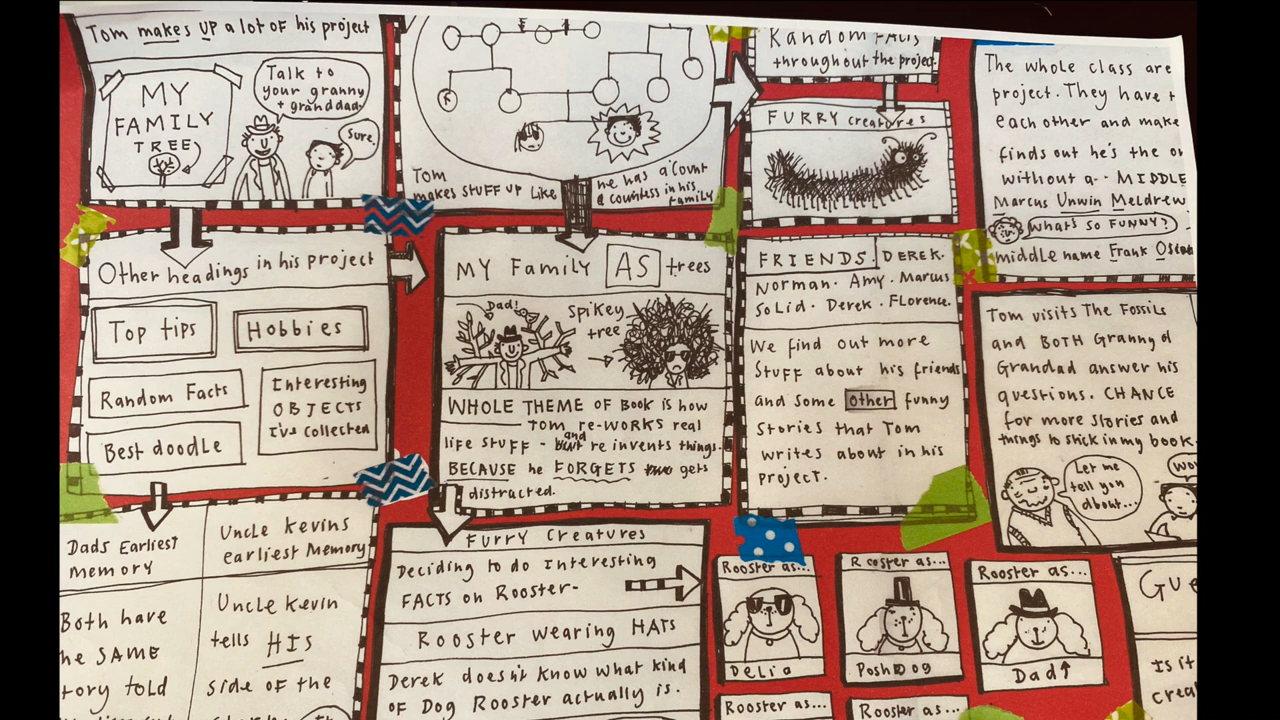 Tom makes up a lot of his project
MY
FAMILY
TREE
Talk to
your granny
+ granddad.
Sure.
Tom
makes stuff up like
he has a Count
& Countess in his
family
Random Facts
throughout the project
FURRY creatures
The whole class are
project. They have
each other and make
finds out he's the
without a -- MIDDLE
Marcus Unwin Meldrew
What's so FUNNY?
middle name Frank Oscar
Other headings in his project
Top tips
Hobbies
Random Facts
Interesting
OBJECTS
I've collected
Best doodle
MY Family AS trees
Dad!
Spikey
tree
WHOLE THEME OF BOOK is how
TOM re-works real
life stuff - and re invents things.
BECAUSE he FORGETS gets
distracted.
FRIENDS DEREK.
Norman. Amy. Marcus
Solid. Derek. Florence.
We find out more
Stuff about his friends
and some other funny
stories that Tom
writes about in his
project.
Tom visits The Fossils
and BOTH Granny &
Grandad answer his
questions. CHANCE
for more stories and
things to stick in my book.
Let me
tell you
about...
Dads Earliest
memory
Uncle Kevins
earliest Memory
Both have
SAME
told
Uncle Kevin
tells HIS
side of the
Furry Creatures
Deciding to do Interesting
FACTS on Rooster-
Rooster wearing HATS
Derek doesn't know what kind
of Dog Rooster actually is.
Rooster as...
Delia
Rooster as...
Posh Dog
Rooster as...
Dad
Rooster as...
Rooster as...
Is it